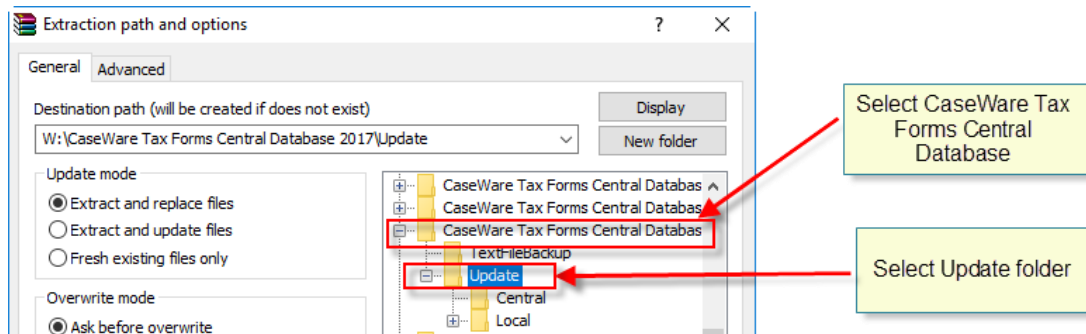 Extraction path and options
?
General
Advanced
Destination path (will be created if does not exist)
Display
W:\CaseWare Tax Forms Central Database 2017\Update
New folder
Update mode
Extract and replace files
Extract and update files
Fresh existing files only
Overwrite mode
Ask before overwrite
CaseWare Tax Forms Central Databas
CaseWare Tax Forms Central Databas
CaseWare Tax Forms Central Databas
TextFileBackup
Update
Central
Local
Select CaseWare Tax
Forms Central
Database
Select Update folder